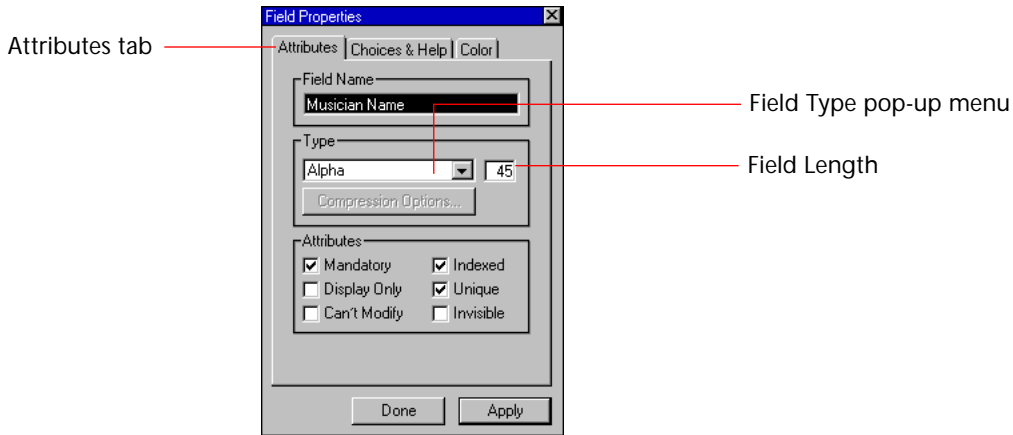 Field Properties
Attributes tab
Attributes Choices & Help Color
Field Name
Musician Name
Field Type pop-up menu
Type
Alpha 45
Field Length
Compression Options...
Attributes
Mandatory Indexed
Display Only Unique
Can't Modify Invisible
Done Apply